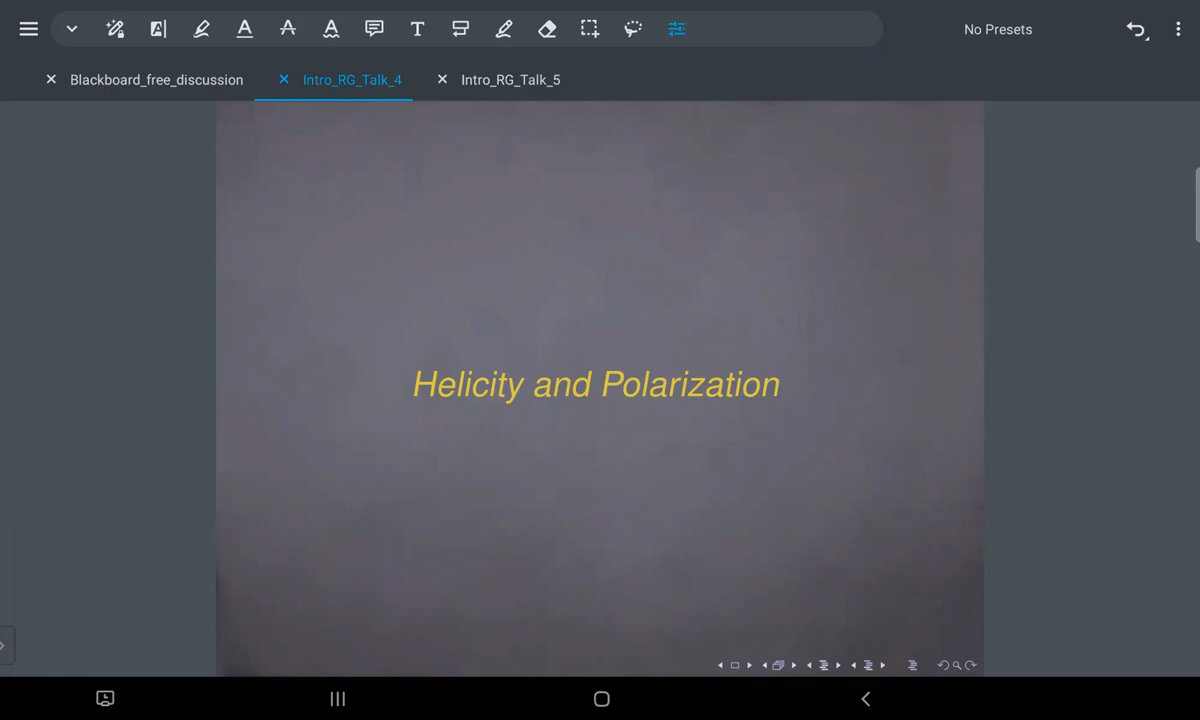 No Presets
Blackboard_free_discussion
Intro_RG_Talk_4
Intro_RG_Talk_5
Helicity and Polarization